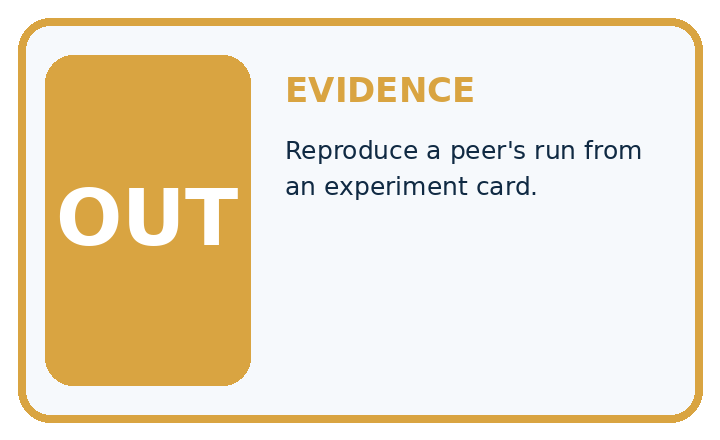 OUT
EVIDENCE
Reproduce a peer's run from
an experiment card.